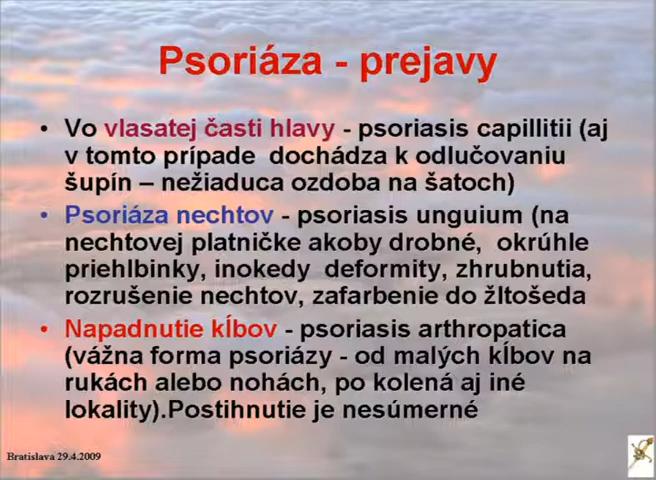 Psoriáza - prejavy
• Vo vlasatej časti hlavy - psoriasis capillitii (aj
v tomto prípade dochádza k odlučovaniu
šupín – nežiaduca ozdoba na šatoch)
• Psoriáza nechtov - psoriasis unguium (na
nechtovej platničke akoby drobné, okrúhle
priehlbinky, inokedy deformity, zhrubnutia,
rozrušenie nechtov, zafarbenie do žltošeda
• Napadnutie kĺbov - psoriasis arthropatica
(vážna forma psoriázy - od malých kĺbov na
rukách alebo nohách, po kolená aj iné
lokality).Postihnutie je nesúmerné
Bratislava 29.4.2009